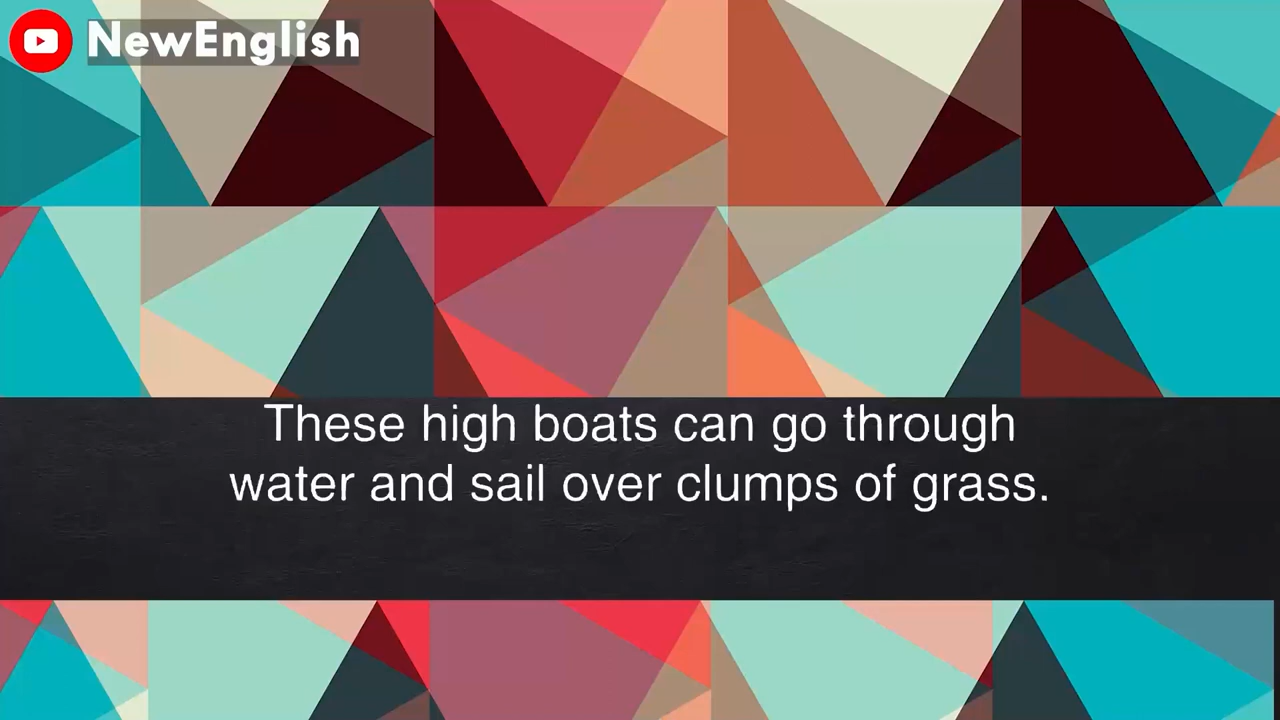 NewEnglish
These high boats can go through
water and sail over clumps of grass.